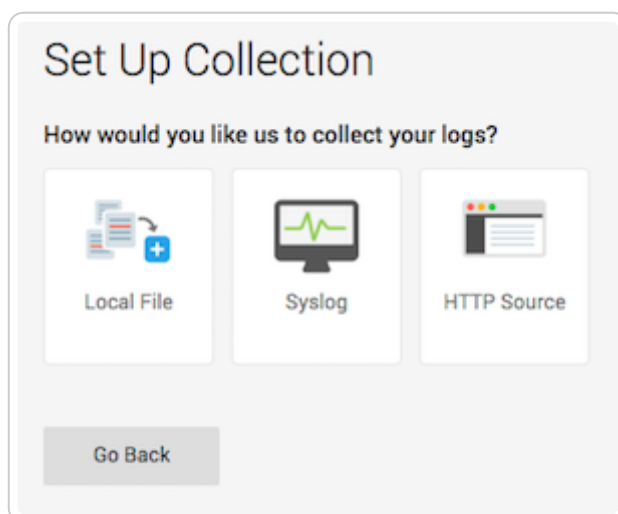 Set Up Collection
How would you like us to collect your logs?
Local File
Syslog
HTTP Source
Go Back